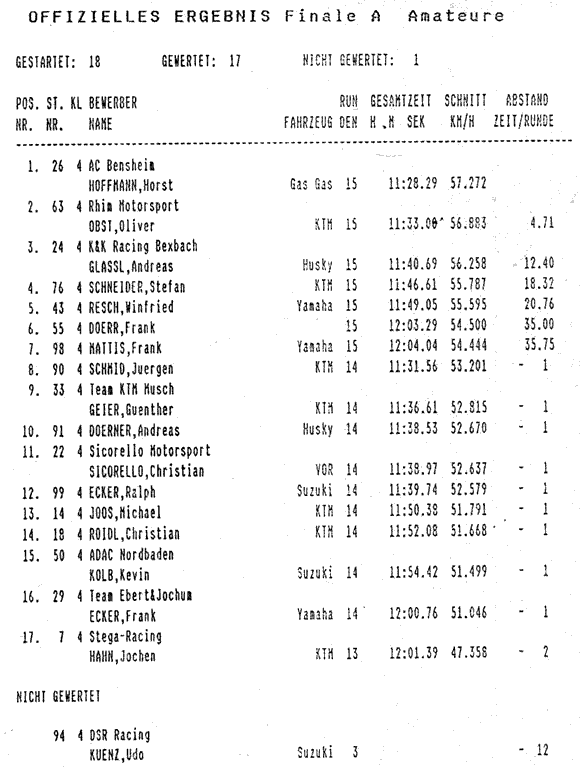 OFFIZIELLES ERGEBNIS Finale A Amateure
GESTARTET: 18 GEWERTET: 17 NICHT GEWERTET: 1
POS. ST. KL BEWERBER RUN GESAMTZEIT SCHNITT ABSTAND
NR. NR. NAME FAHRZEUG DEN H .M SEK KM/H ZEIT/RUNDE
1. 26 4 AC Bensheim
HOFFMANN,Horst Gas Gas 15 11:28.29 57.272
2. 63 4 Rhim Motorsport
OBST,Oliver KTM 15 11:33.00 56.883 4.71
3. 24 4 K&K Racing Bexbach
GLASSL,Andreas Husky 15 11:40.69 56.258 12.40
4. 76 4 SCHNEIDER,Stefan KTM 15 11:46.61 55.787 18.32
5. 43 4 RESCH,Winfried Yamaha 15 11:49.05 55.595 20.76
6. 55 4 DOERR,Frank 15 12:03.29 54.500 35.00
7. 98 4 MATTIS,Frank Yamaha 15 12:04.04 54.444 35.75
8. 90 4 SCHMID,Juergen KTM 14 11:31.56 53.201 - 1
9. 33 4 Team KTM Musch
GEIER,Guenther KTM 14 11:36.61 52.815 - 1
10. 91 4 DOERNER,Andreas Husky 14 11:38.53 52.670 - 1
11. 22 4 Sicorello Motorsport
SICORELLO,Christian VOR 14 11:38.97 52.637 - 1
12. 99 4 ECKER,Ralph Suzuki 14 11:39.74 52.579 - 1
13. 14 4 JOOS,Michael KTM 14 11:50.38 51.791 - 1
14. 18 4 ROIDL,Christian KTM 14 11:52.08 51.668 - 1
15. 50 4 ADAC Nordbaden
KOLB,Kevin Suzuki 14 11:54.42 51.499 - 1
16. 29 4 Team Ebert&Jochum
ECKER,Frank Yamaha 14 12:00.76 51.046 - 1
17. 7 4 Stega-Racing
HAHN,Jochen KTM 13 12:01.39 47.358 - 2
NICHT GEWERTET
94 4 DSR Racing
KUENZ,Udo Suzuki 3 - 12